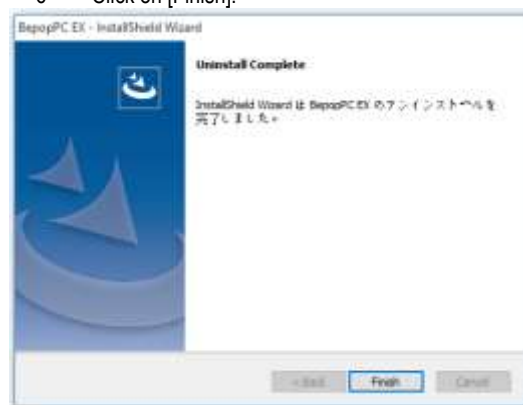 Click on [Finish].
BepopPC EX - InstallShield Wizard
Uninstall Complete
InstallShield Wizard は BepopPC EX のアンインストールを
完了しました。
< Back Finish Cancel